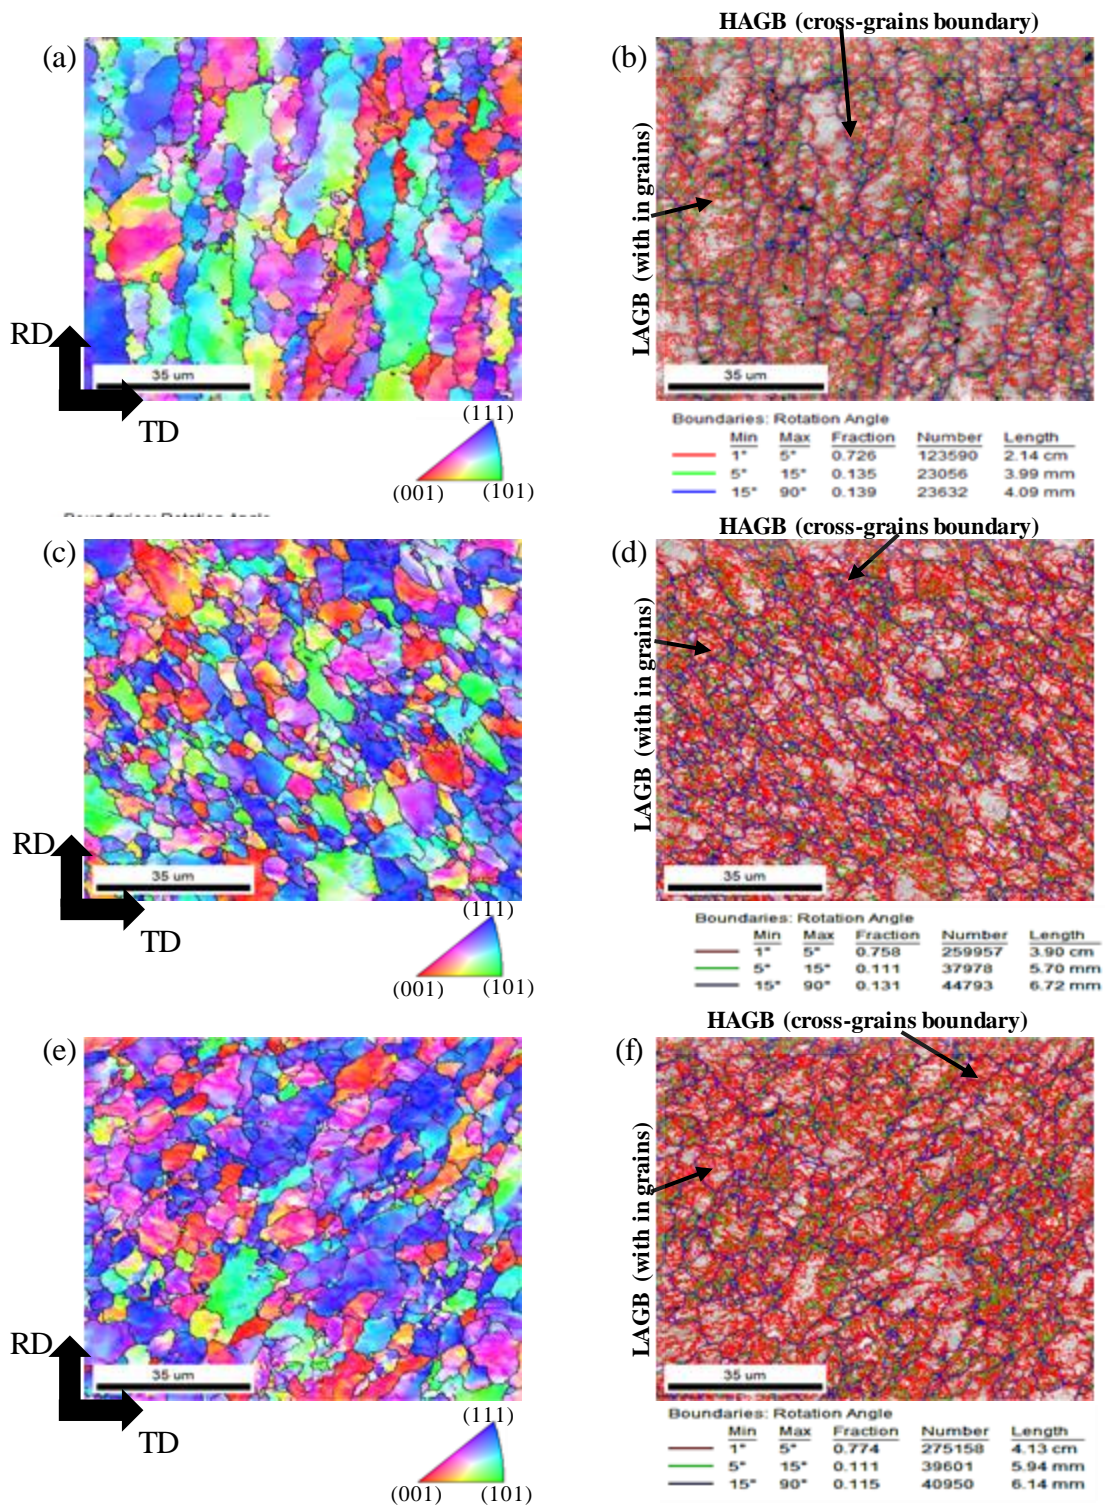 HAGB (cross-grains boundary)
(a)
(b)
LAGB (with in grains)
RD
35 um
35 um
TD
(111)
(001)
(101)
Boundaries: Rotation Angle
Min Max Fraction Number Length
1° 5° 0.726 123590 2.14 cm
5° 15° 0.135 23056 3.99 mm
15° 90° 0.139 23632 4.09 mm
Boundaries: Rotation Angle
HAGB (cross-grains boundary)
(c)
(d)
LAGB (with in grains)
RD
35 um
35 um
TD
(111)
(001)
(101)
Boundaries: Rotation Angle
Min Max Fraction Number Length
1° 5° 0.758 259957 3.90 cm
5° 15° 0.111 37978 5.70 mm
15° 90° 0.131 44793 6.72 mm
HAGB (cross-grains boundary)
(e)
(f)
LAGB (with in grains)
RD
35 um
35 um
TD
(111)
(001)
(101)
Boundaries: Rotation Angle
Min Max Fraction Number Length
1° 5° 0.774 275158 4.13 cm
5° 15° 0.111 39601 5.94 mm
15° 90° 0.115 40950 6.14 mm